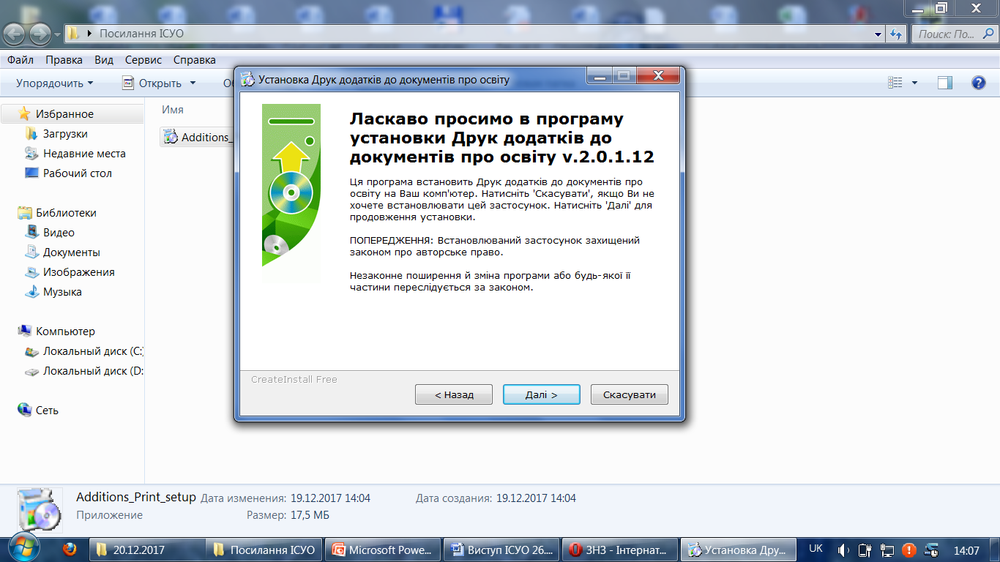 Посилання ІСУО
Поиск: По...
Файл Правка Вид Сервис Справка
Упорядочить Открыть
Имя
Избранное
Загрузки
Недавние места
Рабочий стол
Библиотеки
Видео
Документы
Изображения
Музыка
Компьютер
Локальный диск (C:
Локальный диск (D:
Сеть
Additions_
Установка Друк додатків до документів про освіту
Ласкаво просимо в програму
установки Друк додатків до
документів про освіту v.2.0.1.12
Ця програма встановить Друк додатків до документів про
освіту на Ваш комп'ютер. Натисніть 'Скасувати', якщо Ви не
хочете встановлювати цей застосунок. Натисніть 'Далі' для
продовження установки.
ПОПЕРЕДЖЕННЯ: Встановлюваний застосунок захищений
законом про авторське право.
Незаконне поширення й зміна програми або будь-якої її
частини переслідується за законом.
CreateInstall Free
< Назад Далі > Скасувати
Additions_Print_setup Дата изменения: 19.12.2017 14:04 Дата создания: 19.12.2017 14:04
Приложение Размер: 17,5 МБ
20.12.2017 Посилання ІСУО Microsoft Powe... Виступ ІСУО 26.... ЗНЗ - Інтернат... Установка Дру... UK 14:07